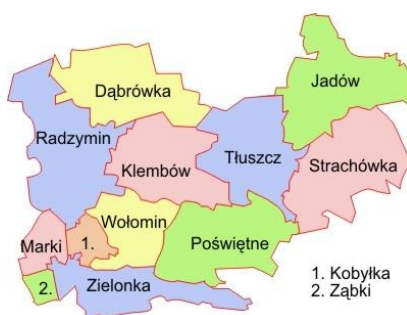 Jadów
Dąbrówka
Radzymin
Tłuszcz
Strachówka
Klembów
Wołomin
Marki
1.
Poświętne
Zielonka
2.
1. Kobyłka
2. Ząbki